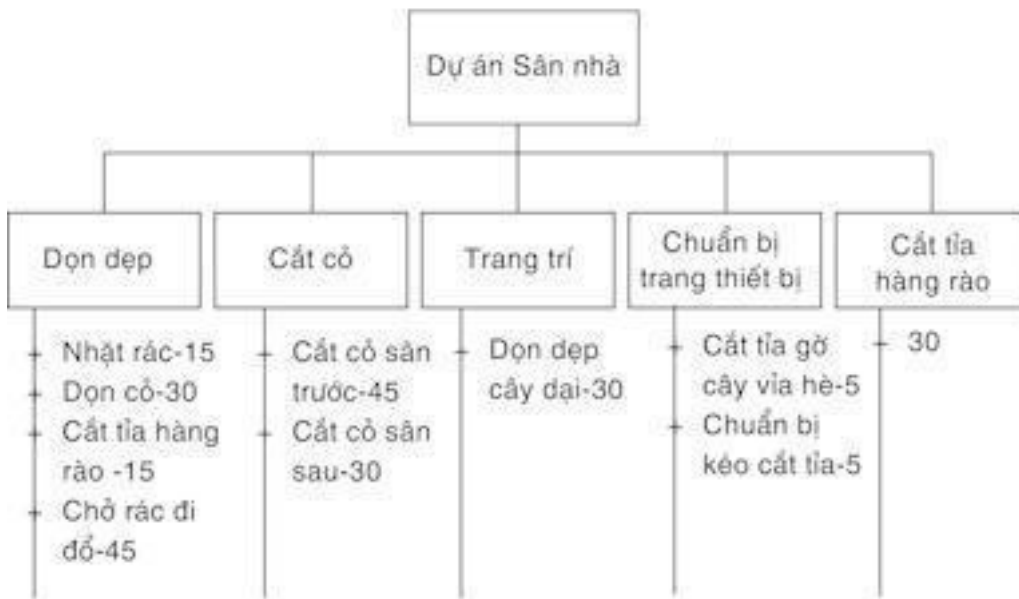 Dự án Sân nhà
Dọn dẹp
Cắt cỏ
Trang trí
Chuẩn bị
trang thiết bị
Cắt tỉa
hàng rào
Nhặt rác-15
Dọn cỏ-30
Cắt tỉa hàng
rào -15
Chở rác đi
đổ-45
Cắt cỏ sân
trước-45
Cắt cỏ sân
sau-30
Dọn dẹp
cây dại-30
Cắt tỉa gờ
cây vỉa hè-5
Chuẩn bị
kéo cắt tỉa-5
30